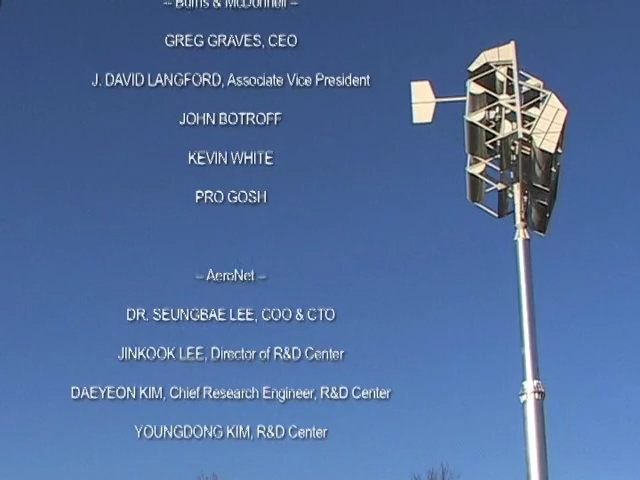 -- Burns & McDonnell --
GREG GRAVES, CEO
J. DAVID LANGFORD, Associate Vice President
JOHN BOTROFF
KEVIN WHITE
PRO GOSH
-- AeroNet --
DR. SEUNGBAE LEE, COO & CTO
JINKOOK LEE, Director of R&D Center
DAEYEON KIM, Chief Research Engineer, R&D Center
YOUNGDONG KIM, R&D Center